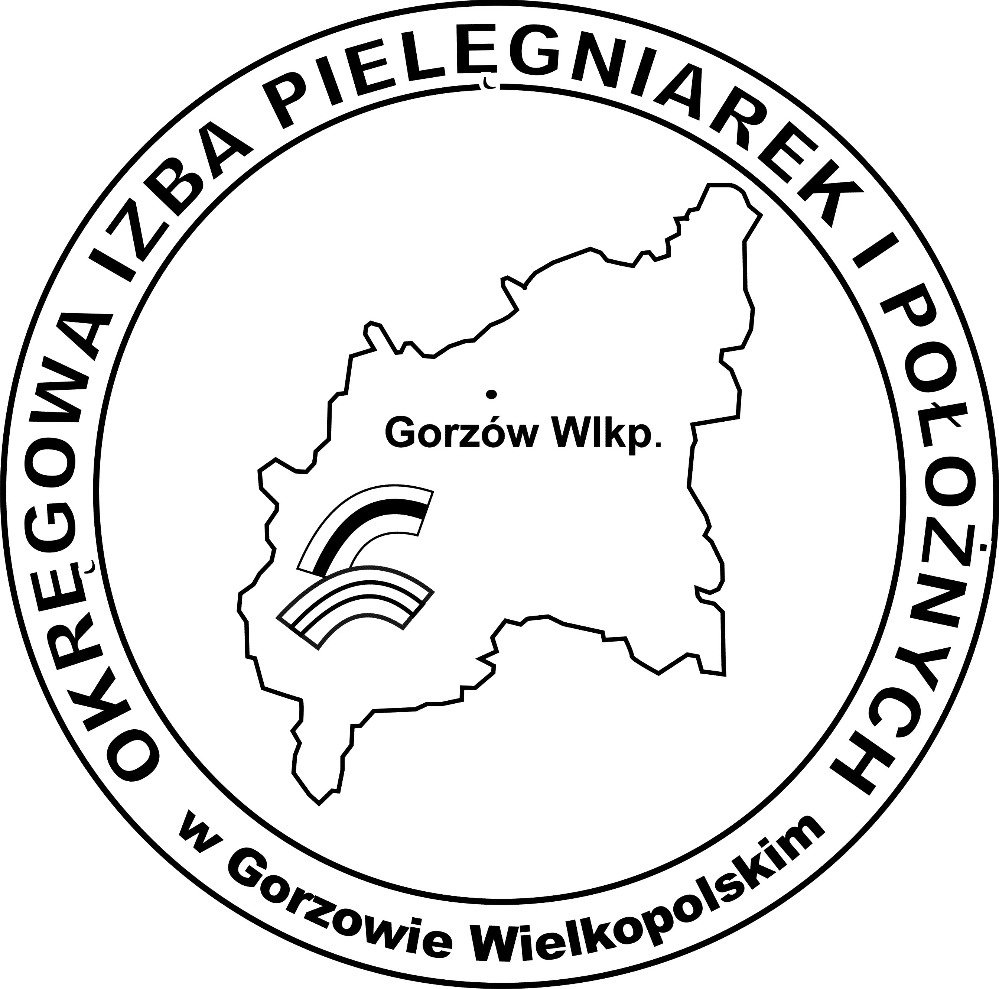 OKRĘGOWA IZBA PIELĘGNIAREK I POŁOŻNYCH
Gorzów Wlkp.
w Gorzowie Wielkopolskim